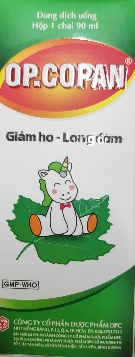 Dung dịch uống
Hộp 1 chai 90 ml
OP.COPAN®
Giảm ho - Long đờm
GMP-WHO
CÔNG TY CỔ PHẦN DƯỢC PHẨM OPC